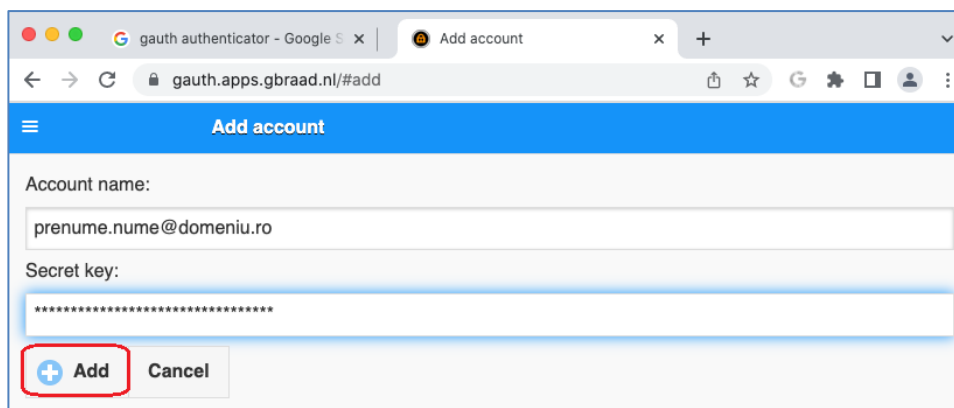 gauth authenticator - Google S
Add account
gauth.apps.gbraad.nl/#add
Add account
Account name:
prenume.nume@domeniu.ro
Secret key:
*********************************
Add Cancel